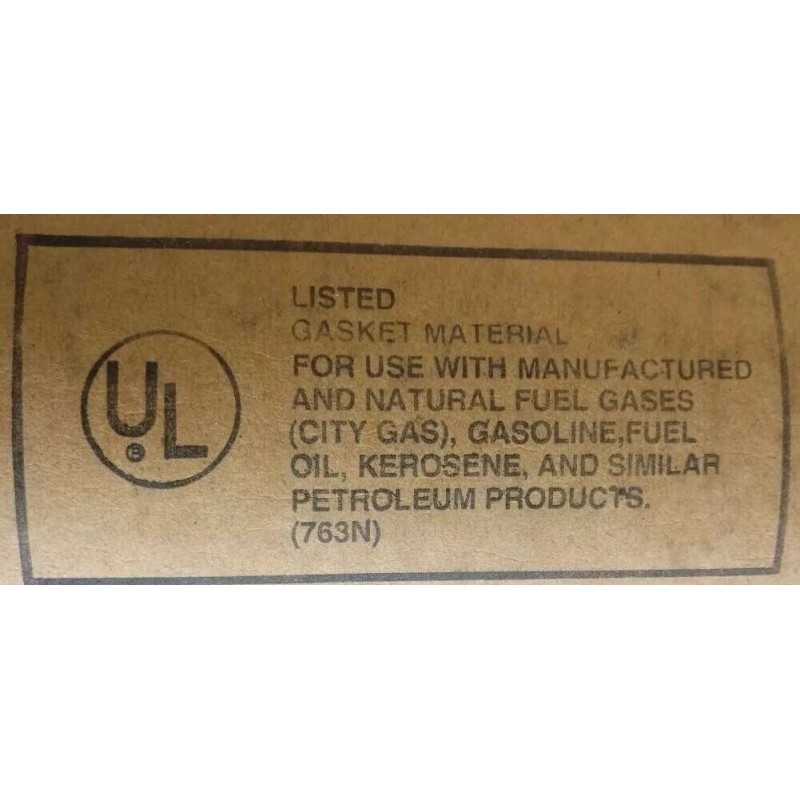 UL
®
LISTED
GASKET MATERIAL
FOR USE WITH MANUFACTURED
AND NATURAL FUEL GASES
(CITY GAS), GASOLINE,FUEL
OIL, KEROSENE, AND SIMILAR
PETROLEUM PRODUCTS.
(763N)